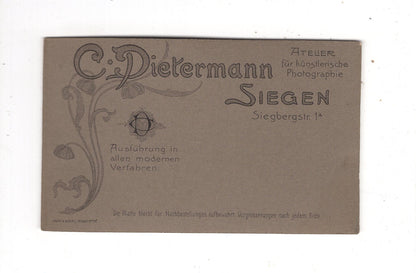 C. Dietermann
Atelier
für künstlerische
Photographie
Siegen
Siegbergstr. 1a
Ausführung in
allen modernen
Verfahren.
Die Platte bleibt für Nachbestellungen aufbewahrt. Vergrösserungen nach jedem Bilde.